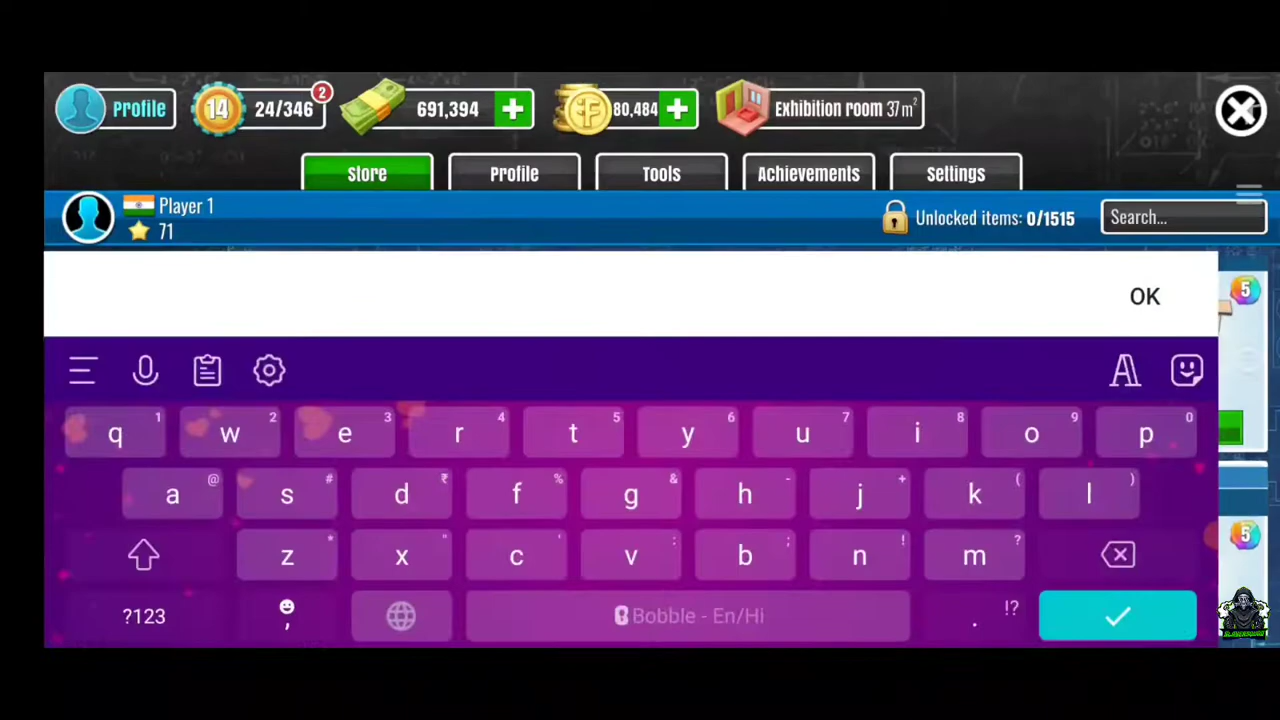 Profile
14
24/346
2
691,394
80,484
Exhibition room 37m²
Store
Profile
Tools
Achievements
Settings
Player 1
71
Unlocked items: 0/1515
Search...
5
OK
q 1 w 2 e 3 r 4 t 5 y 6 u 7 i 8 o 9 p 0
a @ s # d ₹ f % g & h - j + k ( l )
z * x " c ' v : b ; n ! m ?
?123 , Bobble - En/Hi . !?
5